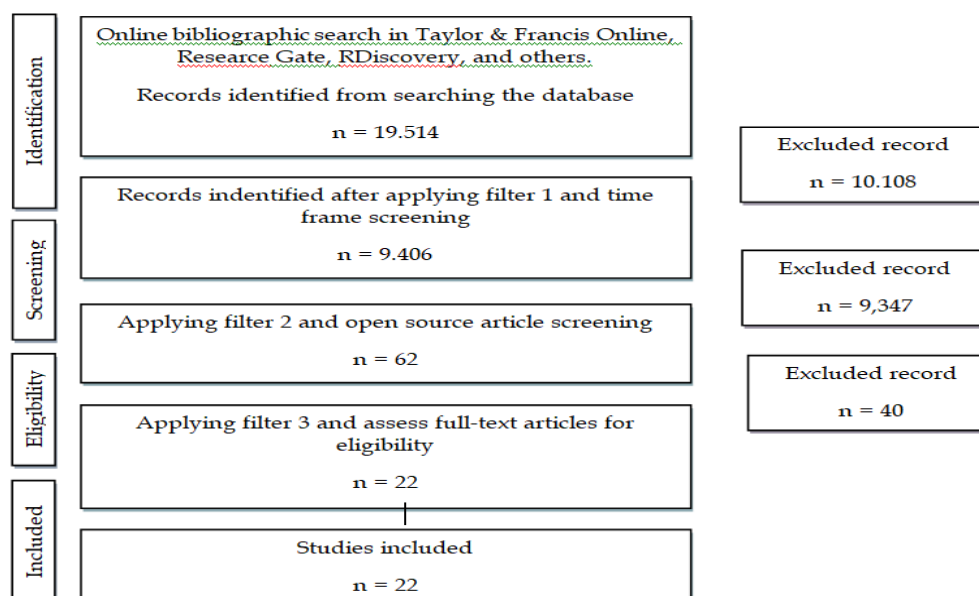 Identification
Online bibliographic search in Taylor & Francis Online,
Researce Gate, RDiscovery, and others.
Records identified from searching the database
n = 19.514
Excluded record
n = 10.108
Records indentified after applying filter 1 and time
frame screening
n = 9.406
Screening
Excluded record
n = 9,347
Applying filter 2 and open source article screening
n = 62
Eligibility
Excluded record
n = 40
Applying filter 3 and assess full-text articles for
eligibility
n = 22
Included
Studies included
n = 22